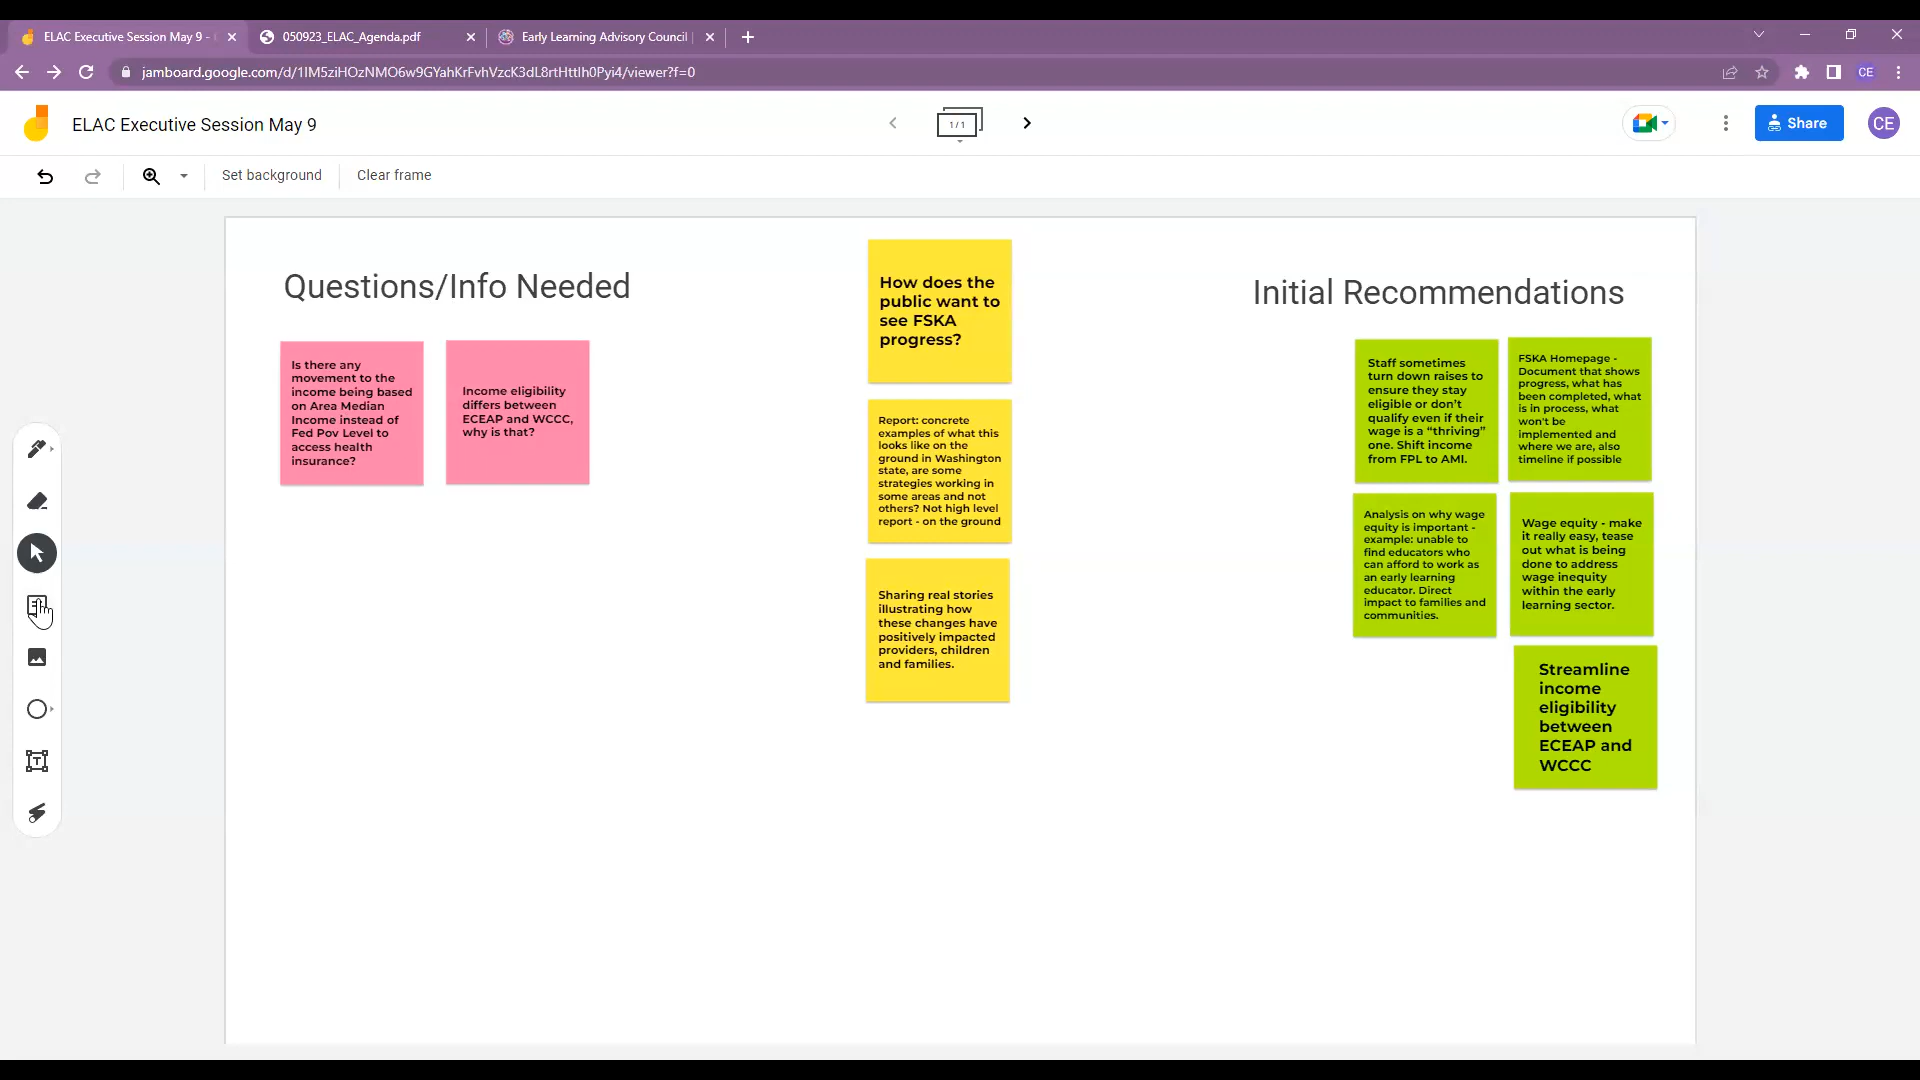 ELAC Executive Session May 9 -
050923_ELAC_Agenda.pdf
Early Learning Advisory Council |
jamboard.google.com/d/1IM5ziHOzNMO6w9GYahKrFvhVzcK3dL8rtHttIh0Pyi4/viewer?f=0
CE
ELAC Executive Session May 9
1 / 1
Share
CE
Set background
Clear frame
Questions/Info Needed
Is there any
movement to the
income being based
on Area Median
Income instead of
Fed Pov Level to
access health
insurance?
Income eligibility
differs between
ECEAP and WCCC,
why is that?
How does the
public want to
see FSKA
progress?
Report: concrete
examples of what this
looks like on the
ground in Washington
state, are some
strategies working in
some areas and not
others? Not high level
report - on the ground
Sharing real stories
illustrating how
these changes have
positively impacted
providers, children
and families.
Initial Recommendations
Staff sometimes
turn down raises to
ensure they stay
eligible or don't
qualify even if their
wage is a “thriving”
one. Shift income
from FPL to AMI.
FSKA Homepage -
Document that shows
progress, what has
been completed, what
is in process, what
won't be
implemented and
where we are, also
timeline if possible
Analysis on why wage
equity is important -
example: unable to
find educators who
can afford to work as
an early learning
educator. Direct
impact to families and
communities.
Wage equity - make
it really easy, tease
out what is being
done to address
wage inequity
within the early
learning sector.
Streamline
income
eligibility
between
ECEAP and
WCCC